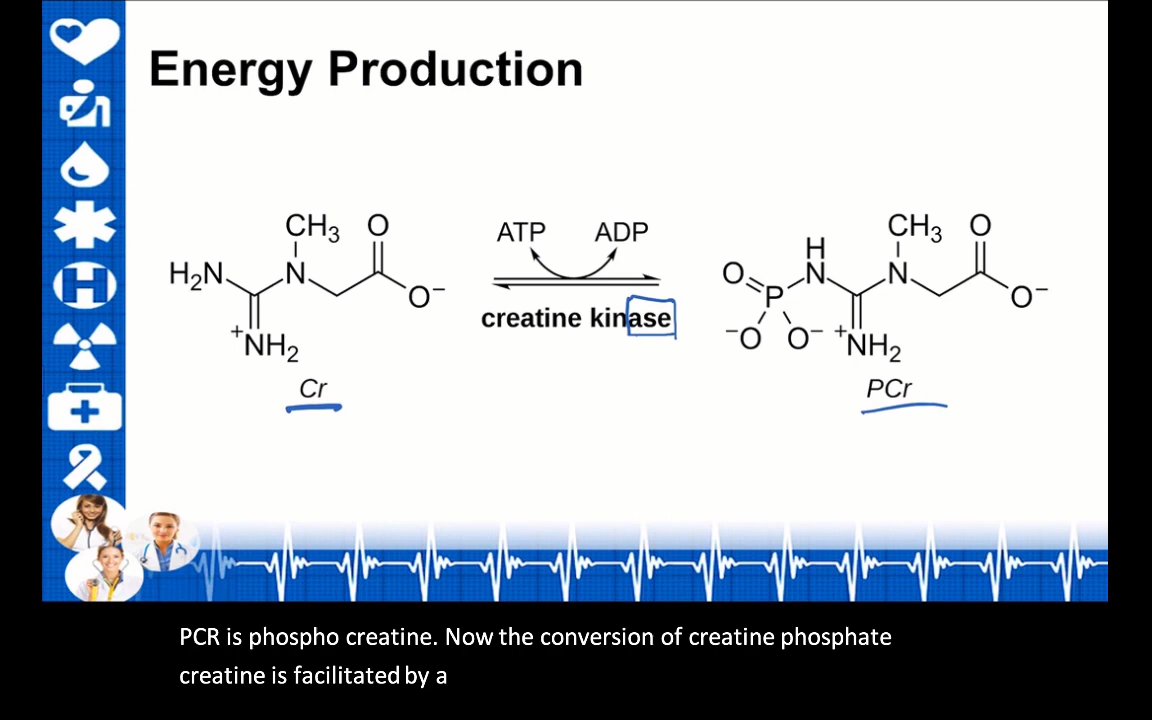 Energy Production
CH3 O
H2N N O−
+NH2
Cr
ATP ADP
creatine kinase
H CH3 O
O N N O−
P
−O O− +NH2
PCr
H
PCR is phospho creatine. Now the conversion of creatine phosphate
creatine is facilitated by a